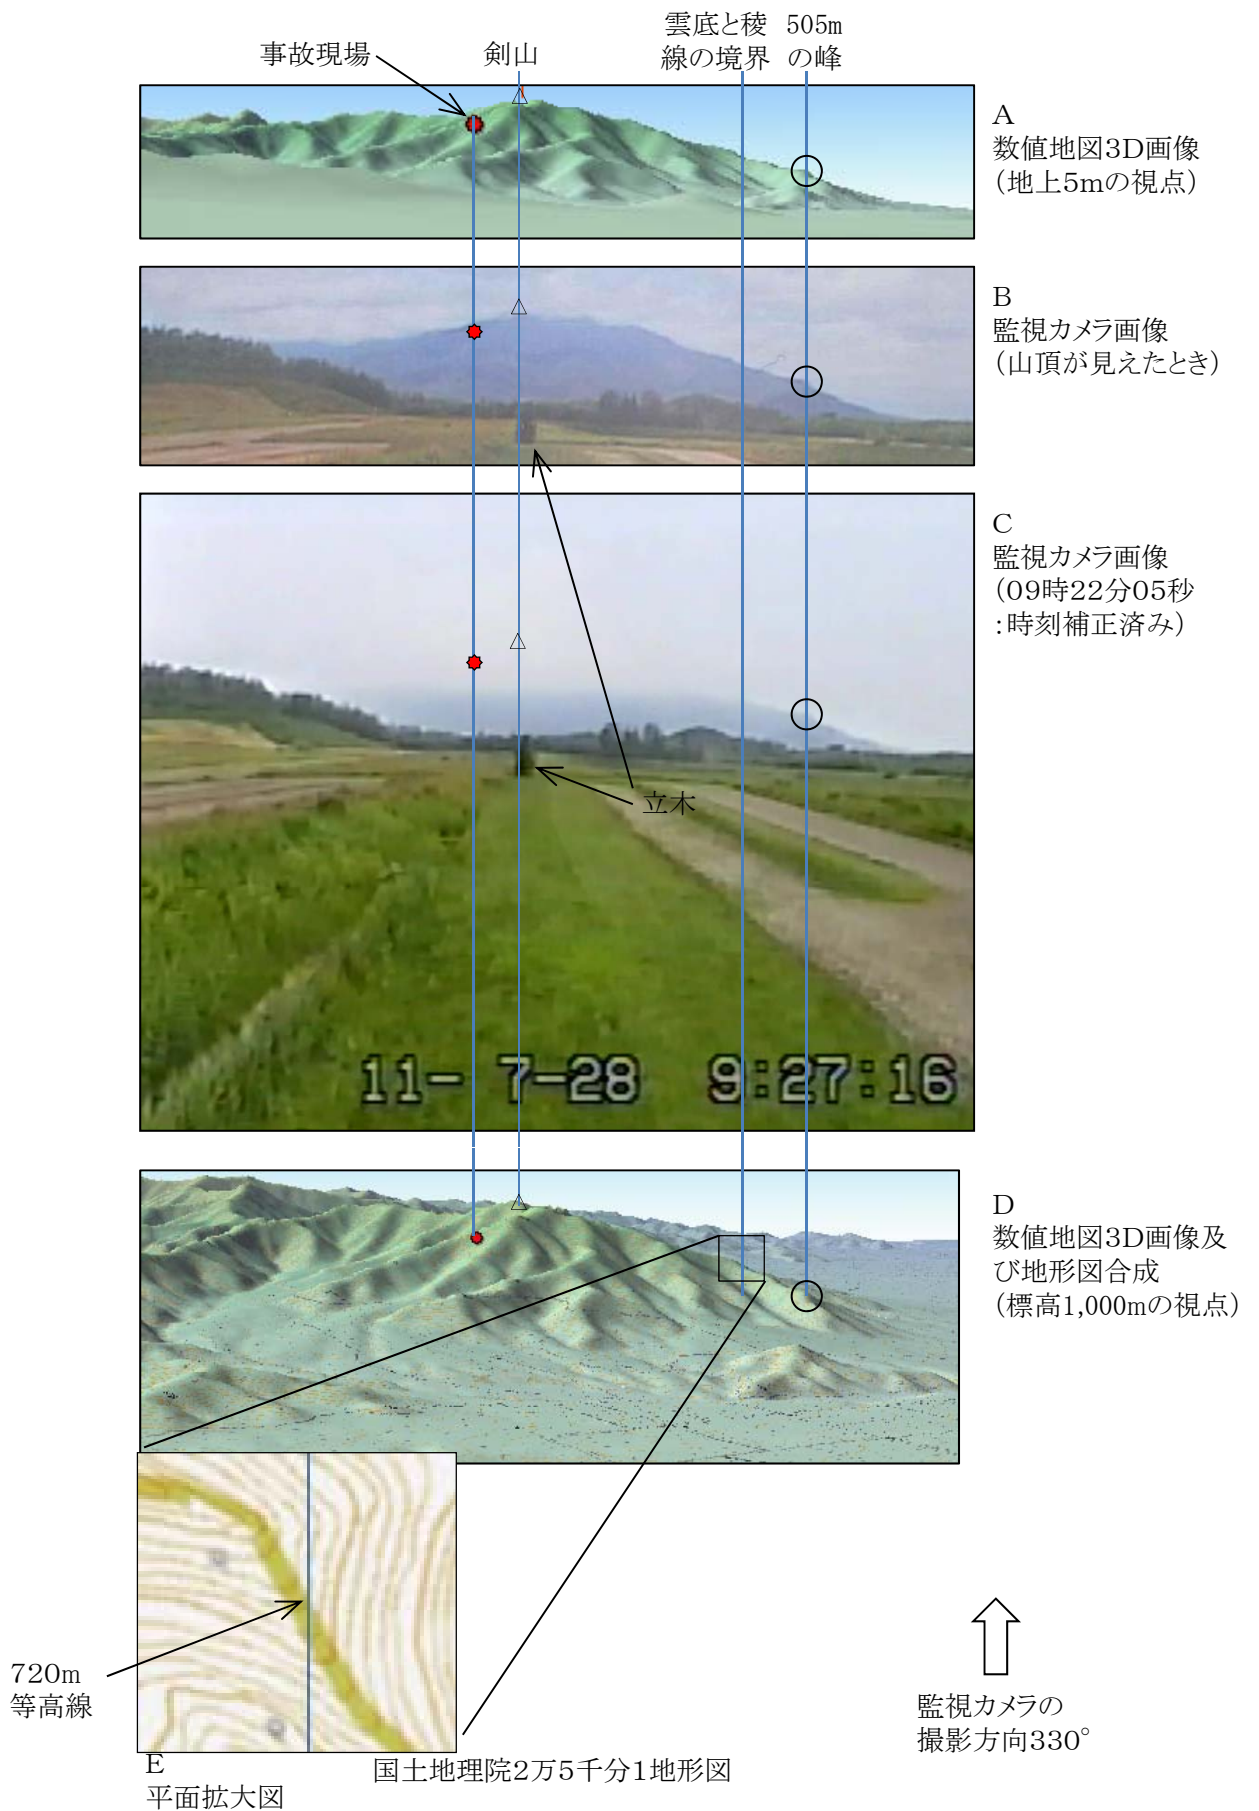 事故現場
剣山
雲底と稜
線の境界
505m
の峰
A
数値地図3D画像
(地上5mの視点)
B
監視カメラ画像
(山頂が見えたとき)
C
監視カメラ画像
(09時22分05秒
:時刻補正済み)
立木
11- 7-28 9:27:16
D
数値地図3D画像及
び地形図合成
(標高1,000mの視点)
720m
等高線
E
平面拡大図
国土地理院2万5千分1地形図
監視カメラの
撮影方向330°